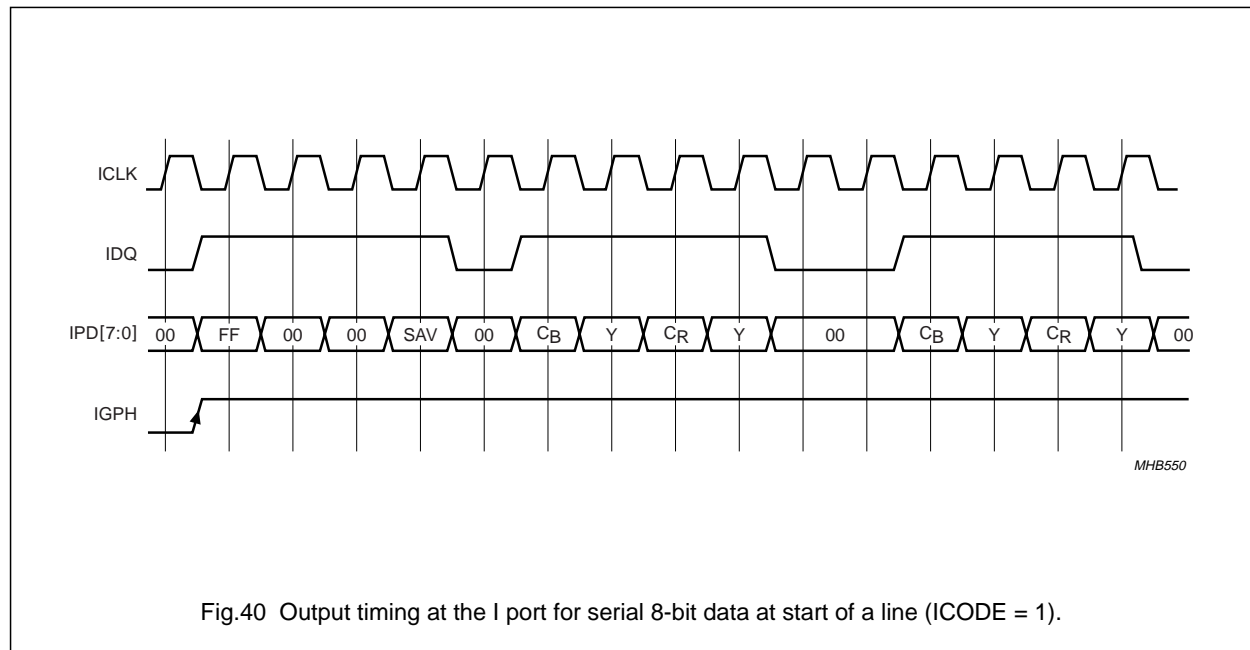 ICLK
IDQ
IPD[7:0] 00 FF 00 00 SAV 00 CB Y CR Y 00 CB Y CR Y 00
IGPH
MHB550
Fig.40 Output timing at the I port for serial 8-bit data at start of a line (ICODE = 1).